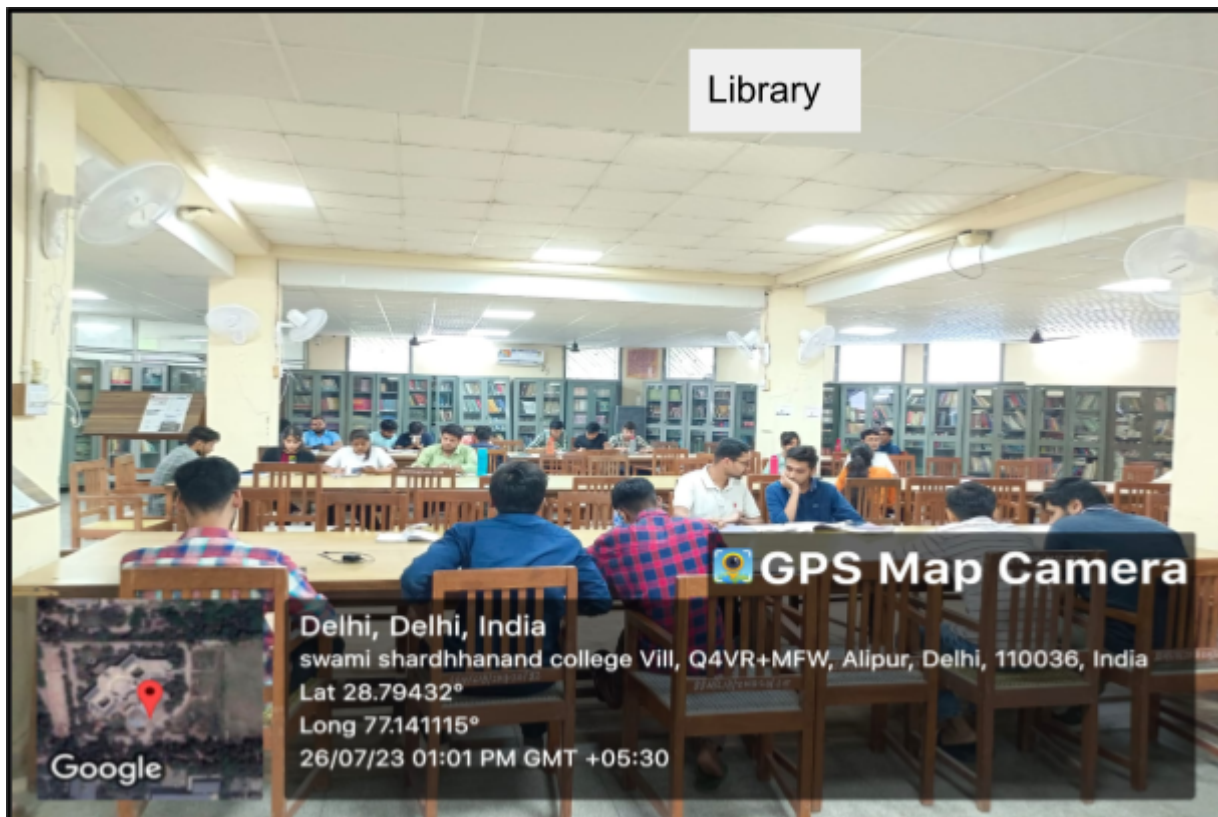 Library
GPS Map Camera
Delhi, Delhi, India
swami shardhhanand college Vill, Q4VR+MFW, Alipur, Delhi, 110036, India
Lat 28.79432°
Long 77.141115°
26/07/23 01:01 PM GMT +05:30
Google